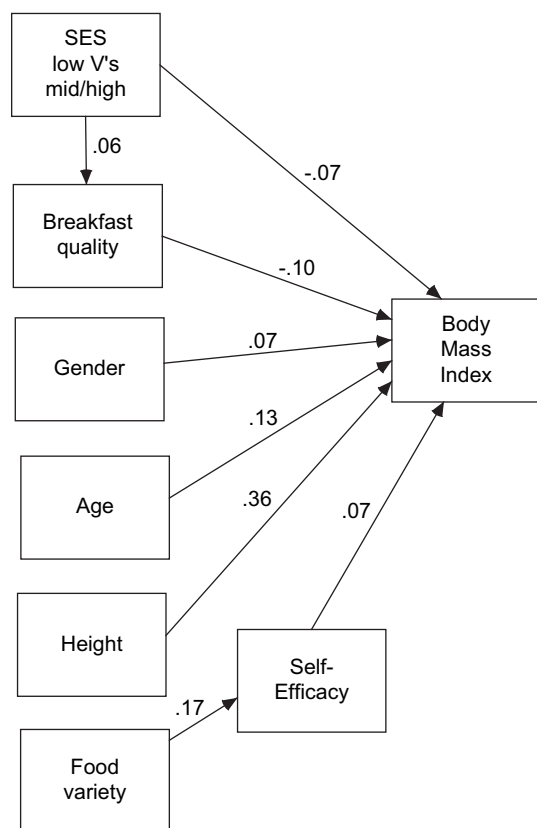 SES
low V's
mid/high
.06
-.07
Breakfast
quality
-.10
Body
Mass
Index
Gender
.07
.13
Age
.36
.07
Height
Self-
Efficacy
.17
Food
variety